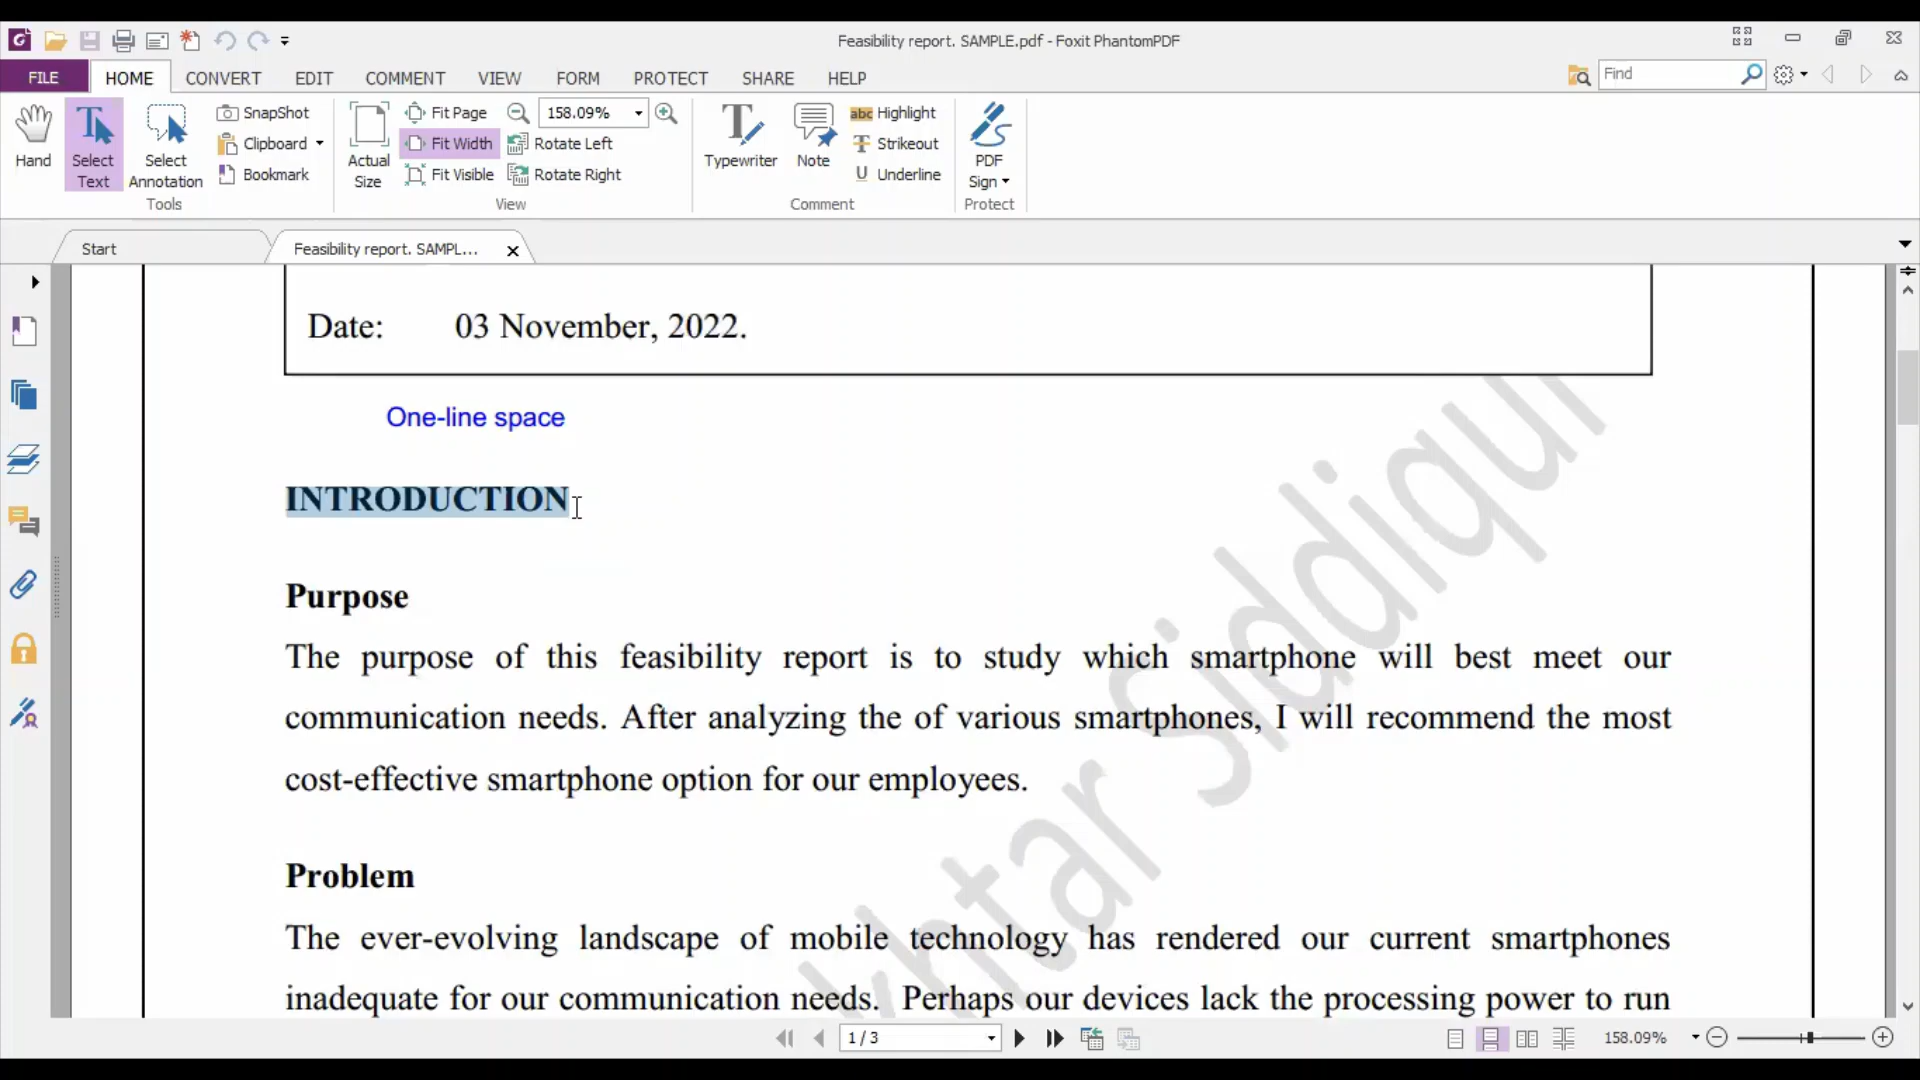 Feasibility report. SAMPLE.pdf - Foxit PhantomPDF
FILE HOME CONVERT EDIT COMMENT VIEW FORM PROTECT SHARE HELP Find
Hand
Select Text
Select Annotation
SnapShot
Clipboard
Bookmark
Tools
Actual Size
Fit Page
Fit Width
Fit Visible
158.09%
Rotate Left
Rotate Right
View
Typewriter
Note
abc Highlight
T Strikeout
U Underline
Comment
PDF Sign
Protect
Start
Feasibility report. SAMPL...
Date: 03 November, 2022.
One-line space
INTRODUCTION
Purpose
The purpose of this feasibility report is to study which smartphone will best meet our
communication needs. After analyzing the of various smartphones, I will recommend the most
cost-effective smartphone option for our employees.
Problem
The ever-evolving landscape of mobile technology has rendered our current smartphones
inadequate for our communication needs. Perhaps our devices lack the processing power to run
khtar Siddiqui
1 / 3
158.09%